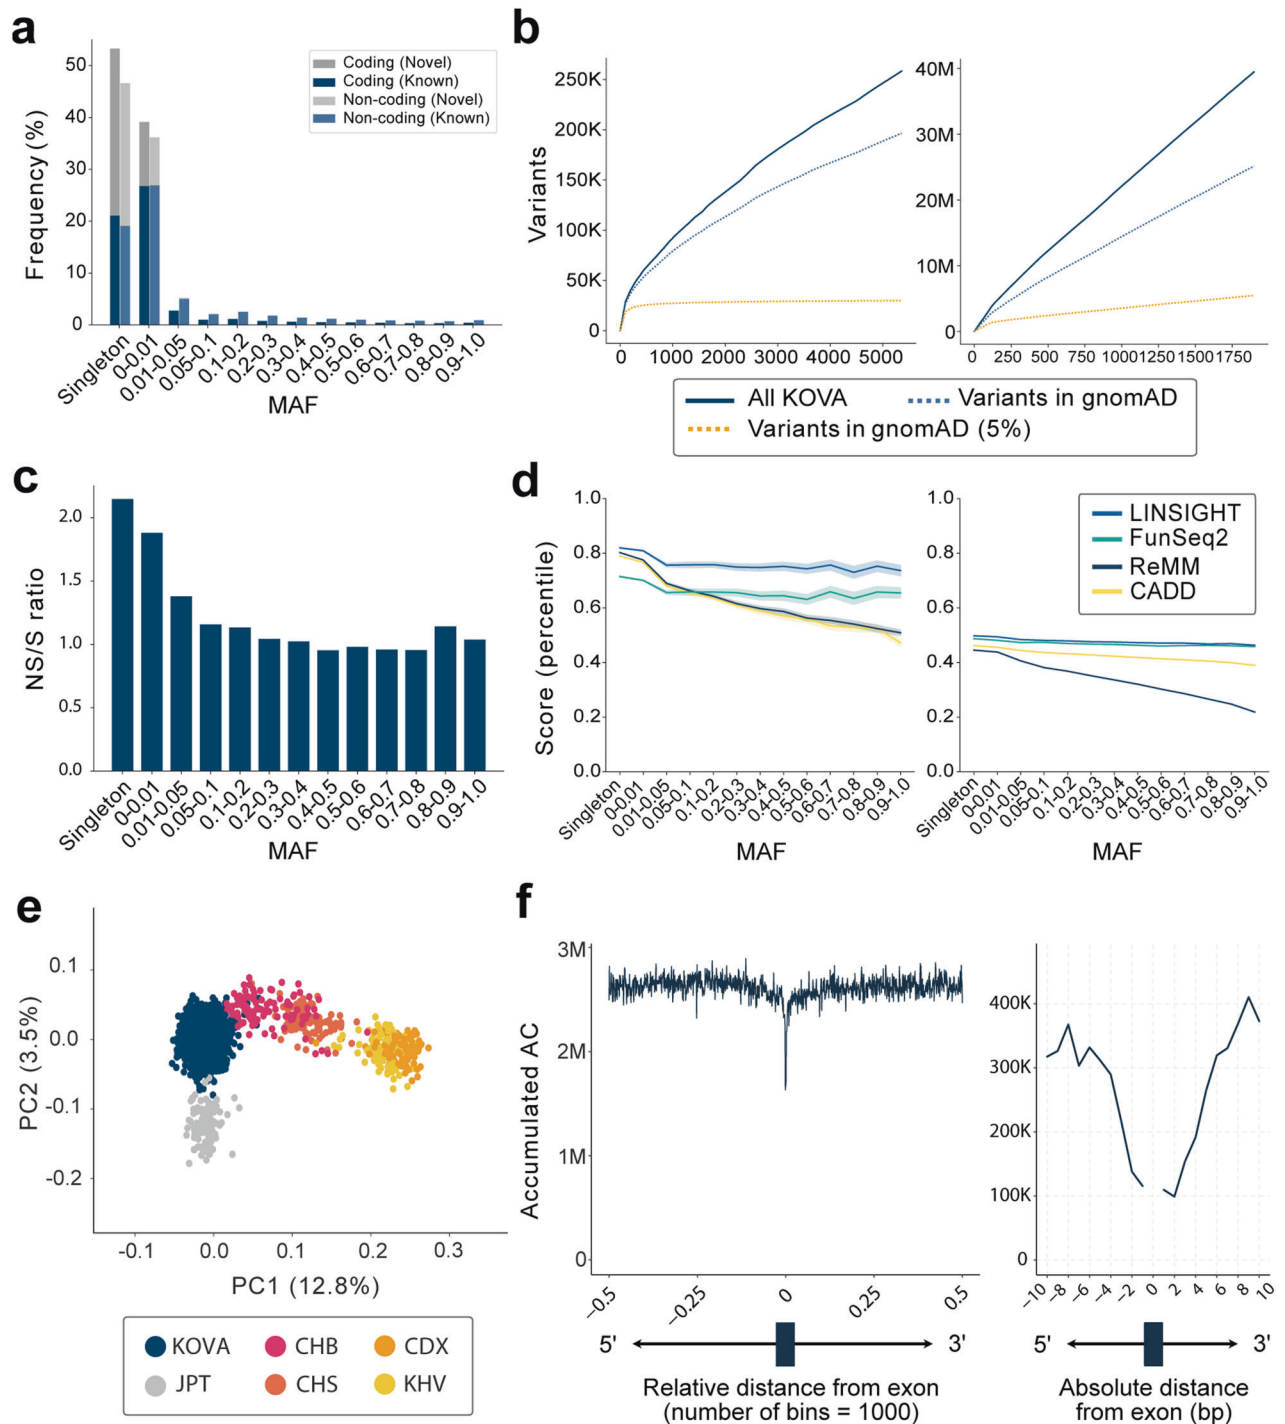 a
Frequency (%)
50
40
30
20
10
0
Coding (Novel)
Coding (Known)
Non-coding (Novel)
Non-coding (Known)
Singleton
0-0.01
0.01-0.05
0.05-0.1
0.1-0.2
0.2-0.3
0.3-0.4
0.4-0.5
0.5-0.6
0.6-0.7
0.7-0.8
0.8-0.9
0.9-1.0
MAF
b
Variants
250K
200K
150K
100K
50K
0
0 1000 2000 3000 4000 5000
40M
30M
20M
10M
0
0 250 500 750 1000 1250 1500 1750
All KOVA
Variants in gnomAD
Variants in gnomAD (5%)
c
NS/S ratio
2.0
1.5
1.0
0.5
0.0
Singleton
0-0.01
0.01-0.05
0.05-0.1
0.1-0.2
0.2-0.3
0.3-0.4
0.4-0.5
0.5-0.6
0.6-0.7
0.7-0.8
0.8-0.9
0.9-1.0
MAF
d
Score (percentile)
1.0
0.8
0.6
0.4
0.2
0.0
Singleton
0-0.01
0.01-0.05
0.05-0.1
0.1-0.2
0.2-0.3
0.3-0.4
0.4-0.5
0.5-0.6
0.6-0.7
0.7-0.8
0.8-0.9
0.9-1.0
MAF
1.0
0.8
0.6
0.4
0.2
0.0
LINSIGHT
FunSeq2
ReMM
CADD
Singleton
0-0.01
0.01-0.05
0.05-0.1
0.1-0.2
0.2-0.3
0.3-0.4
0.4-0.5
0.5-0.6
0.6-0.7
0.7-0.8
0.8-0.9
0.9-1.0
MAF
e
PC2 (3.5%)
0.1
0.0
-0.1
-0.2
-0.1 0.0 0.1 0.2 0.3
PC1 (12.8%)
KOVA CHB CDX
JPT CHS KHV
f
Accumulated AC
3M
2M
1M
0
−0.5 −0.25 0 0.25 0.5
5' 3'
Relative distance from exon
(number of bins = 1000)
400K
300K
200K
100K
0
−10 −8 −6 −4 −2 0 2 4 6 8 10
5' 3'
Absolute distance
from exon (bp)